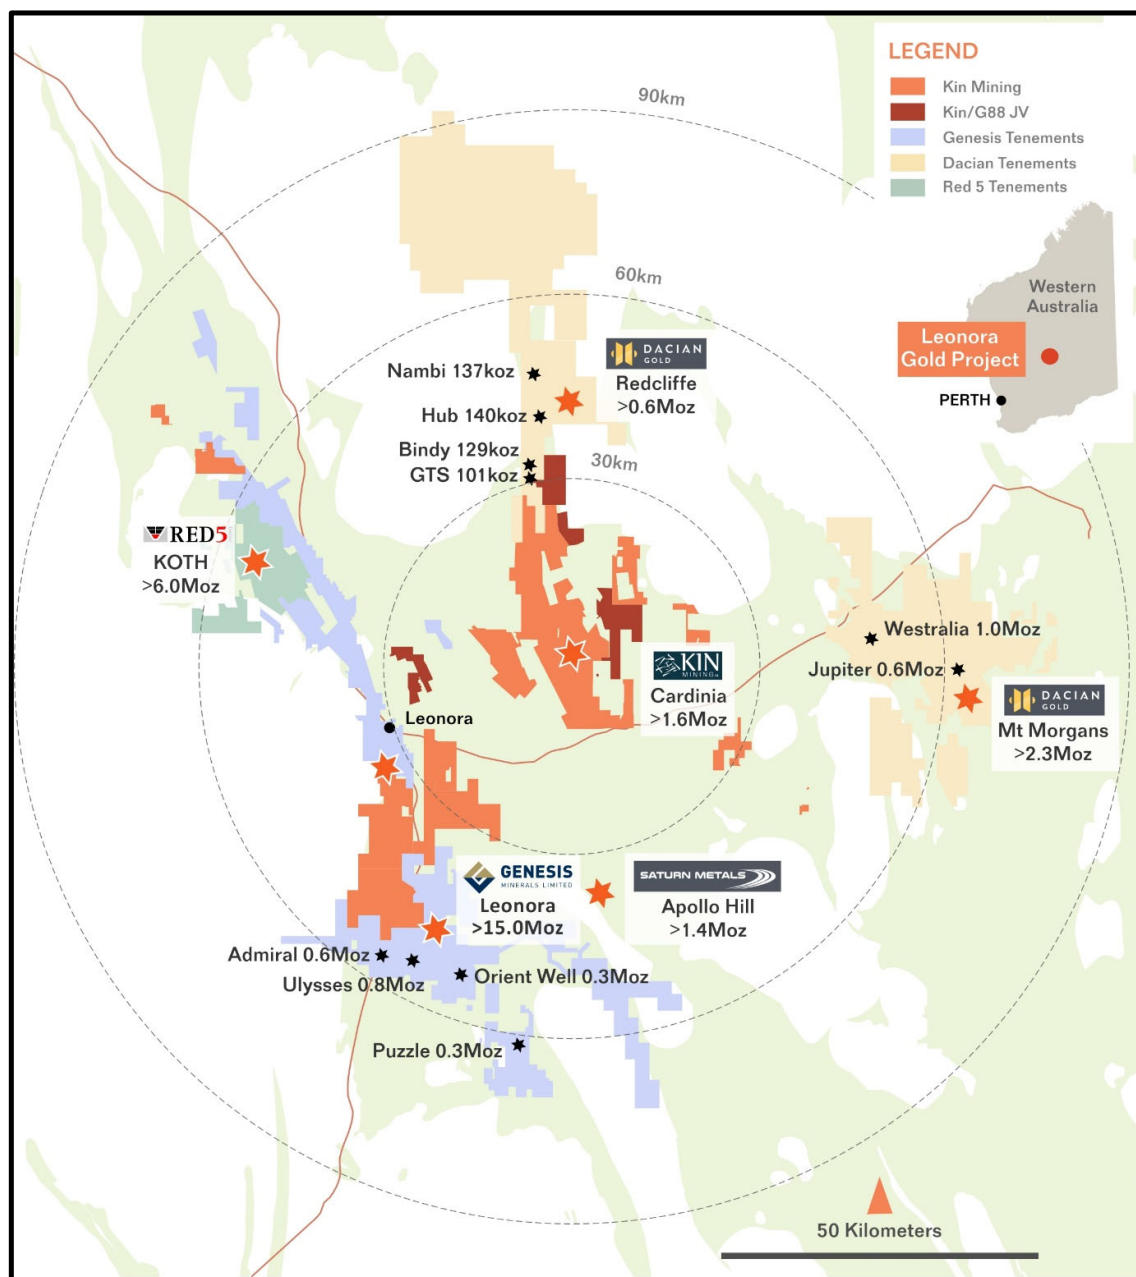 LEGEND
Kin Mining
Kin/G88 JV
Genesis Tenements
Dacian Tenements
Red 5 Tenements
90km
60km
30km
Western
Australia
Leonora
Gold Project
PERTH
DACIAN
GOLD
Redcliffe
>0.6Moz
Nambi 137koz
Hub 140koz
Bindy 129koz
GTS 101koz
RED5
KOTH
>6.0Moz
Westralia 1.0Moz
Jupiter 0.6Moz
KIN
MINING
Cardinia
>1.6Moz
DACIAN
GOLD
Mt Morgans
>2.3Moz
Leonora
GENESIS
MINERALS LIMITED
Leonora
>15.0Moz
SATURN METALS
Apollo Hill
>1.4Moz
Admiral 0.6Moz
Ulysses 0.8Moz
Orient Well 0.3Moz
Puzzle 0.3Moz
50 Kilometers